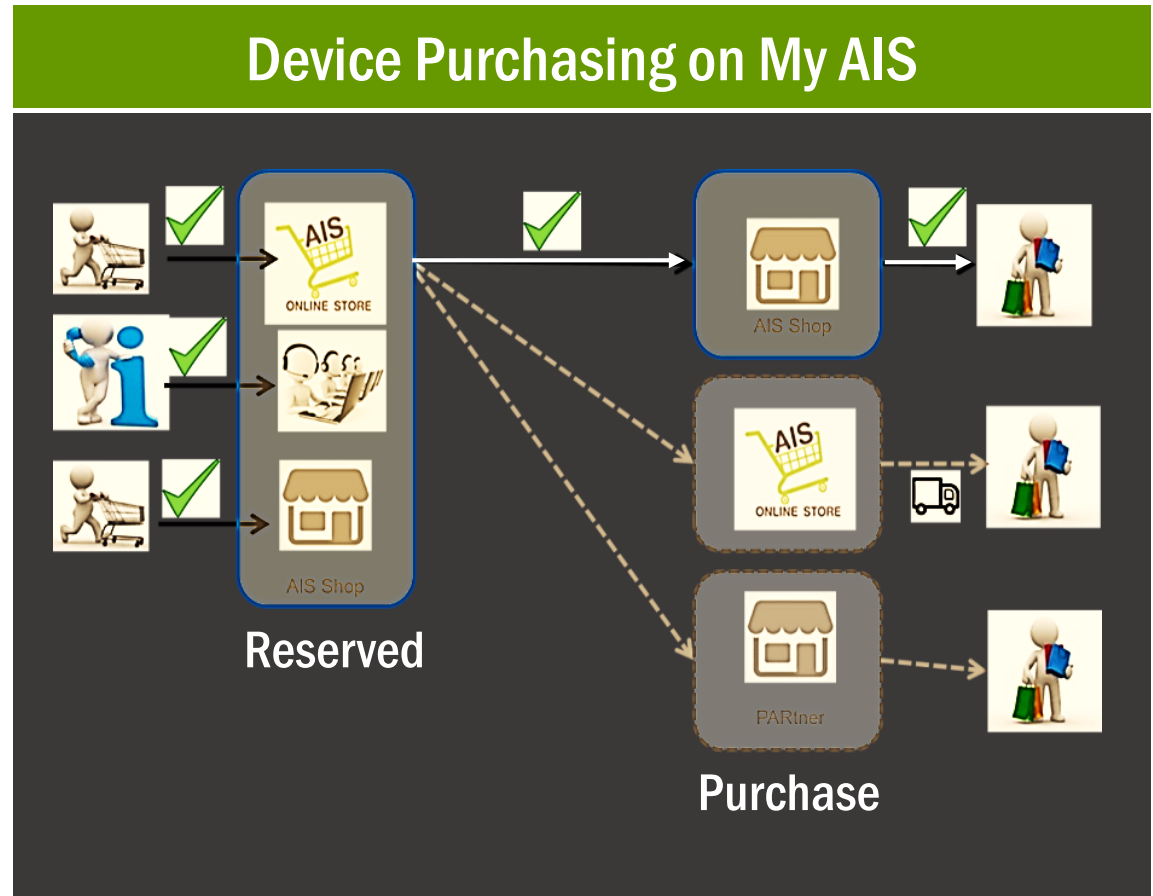 Device Purchasing on My AIS
AIS
ONLINE STORE
AIS Shop
Reserved
AIS Shop
AIS
ONLINE STORE
PARtner
Purchase